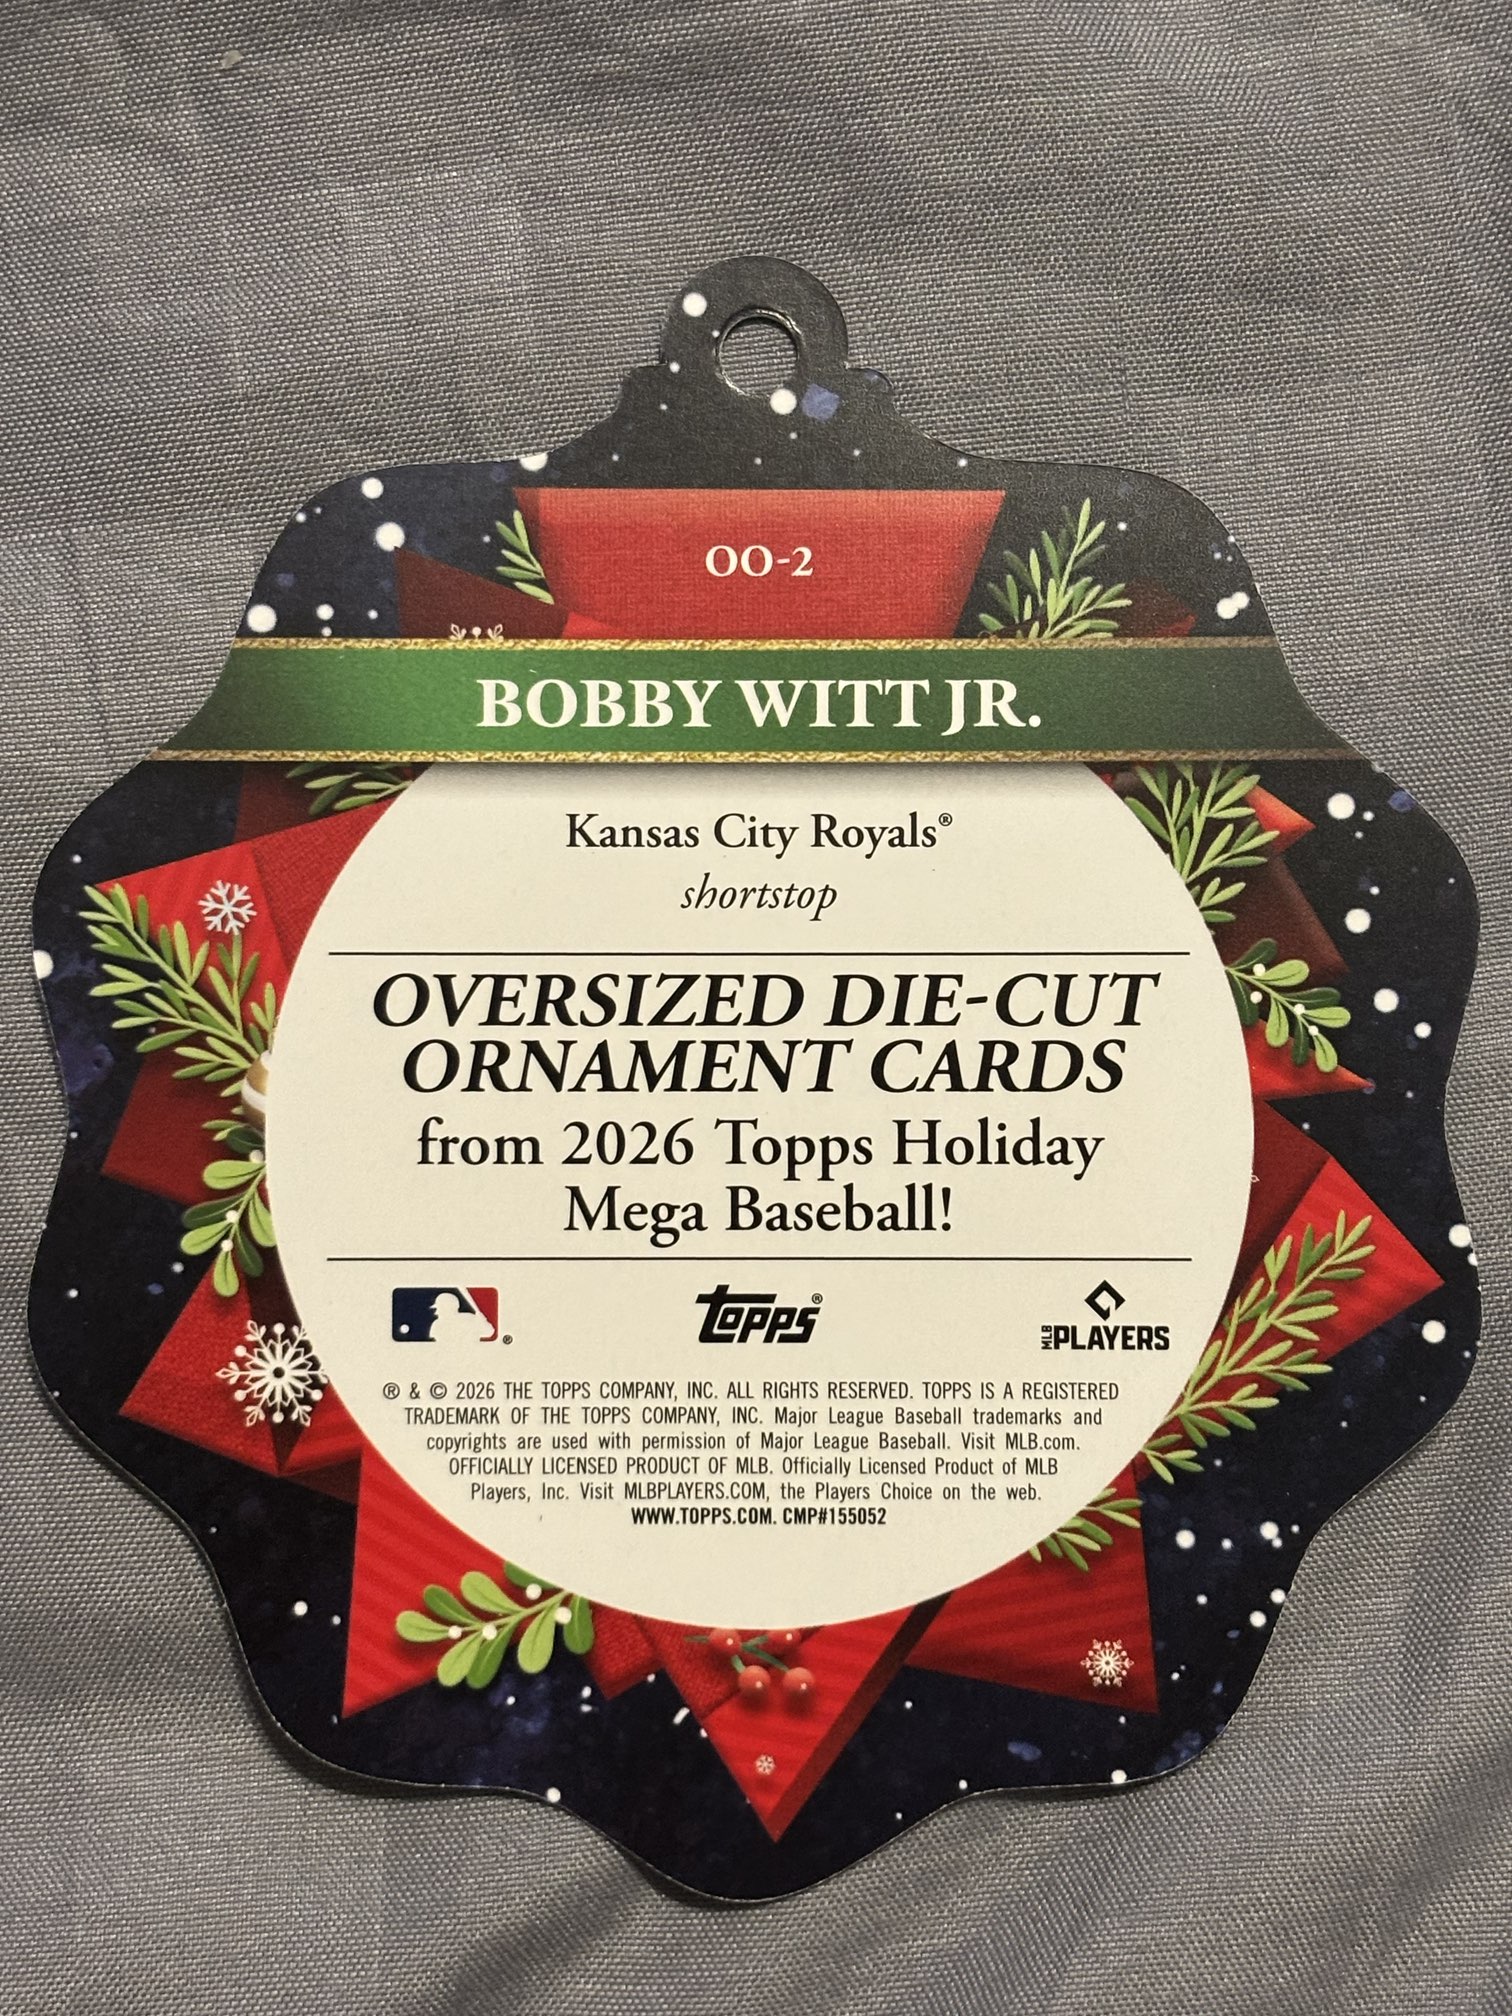 OO-2
BOBBY WITT JR.
Kansas City Royals®
shortstop
OVERSIZED DIE-CUT
ORNAMENT CARDS
from 2026 Topps Holiday
Mega Baseball!
® topps® MLB PLAYERS
® & © 2026 THE TOPPS COMPANY, INC. ALL RIGHTS RESERVED. TOPPS IS A REGISTERED
TRADEMARK OF THE TOPPS COMPANY, INC. Major League Baseball trademarks and
copyrights are used with permission of Major League Baseball. Visit MLB.com.
OFFICIALLY LICENSED PRODUCT OF MLB. Officially Licensed Product of MLB
Players, Inc. Visit MLBPLAYERS.COM, the Players Choice on the web.
WWW.TOPPS.COM. CMP#155052